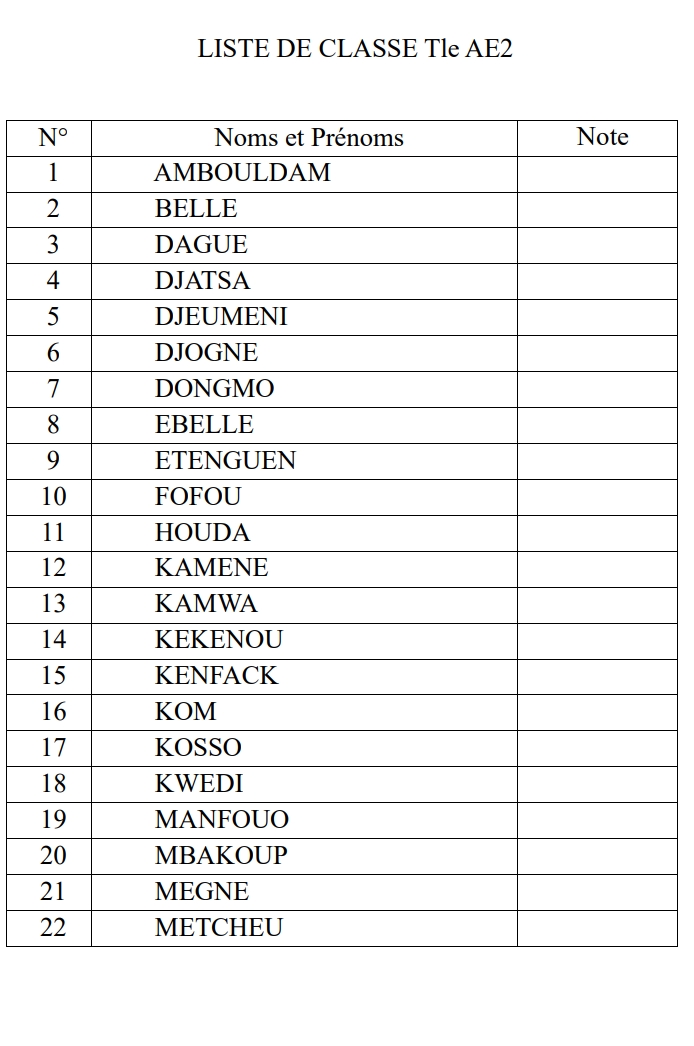 LISTE DE CLASSE Tle AE2
N° Noms et Prénoms Note
1 AMBOULDAM
2 BELLE
3 DAGUE
4 DJATSA
5 DJEUMENI
6 DJOGNE
7 DONGMO
8 EBELLE
9 ETENGUEN
10 FOFOU
11 HOUDA
12 KAMENE
13 KAMWA
14 KEKENOU
15 KENFACK
16 KOM
17 KOSSO
18 KWEDI
19 MANFOUO
20 MBAKOUP
21 MEGNE
22 METCHEU